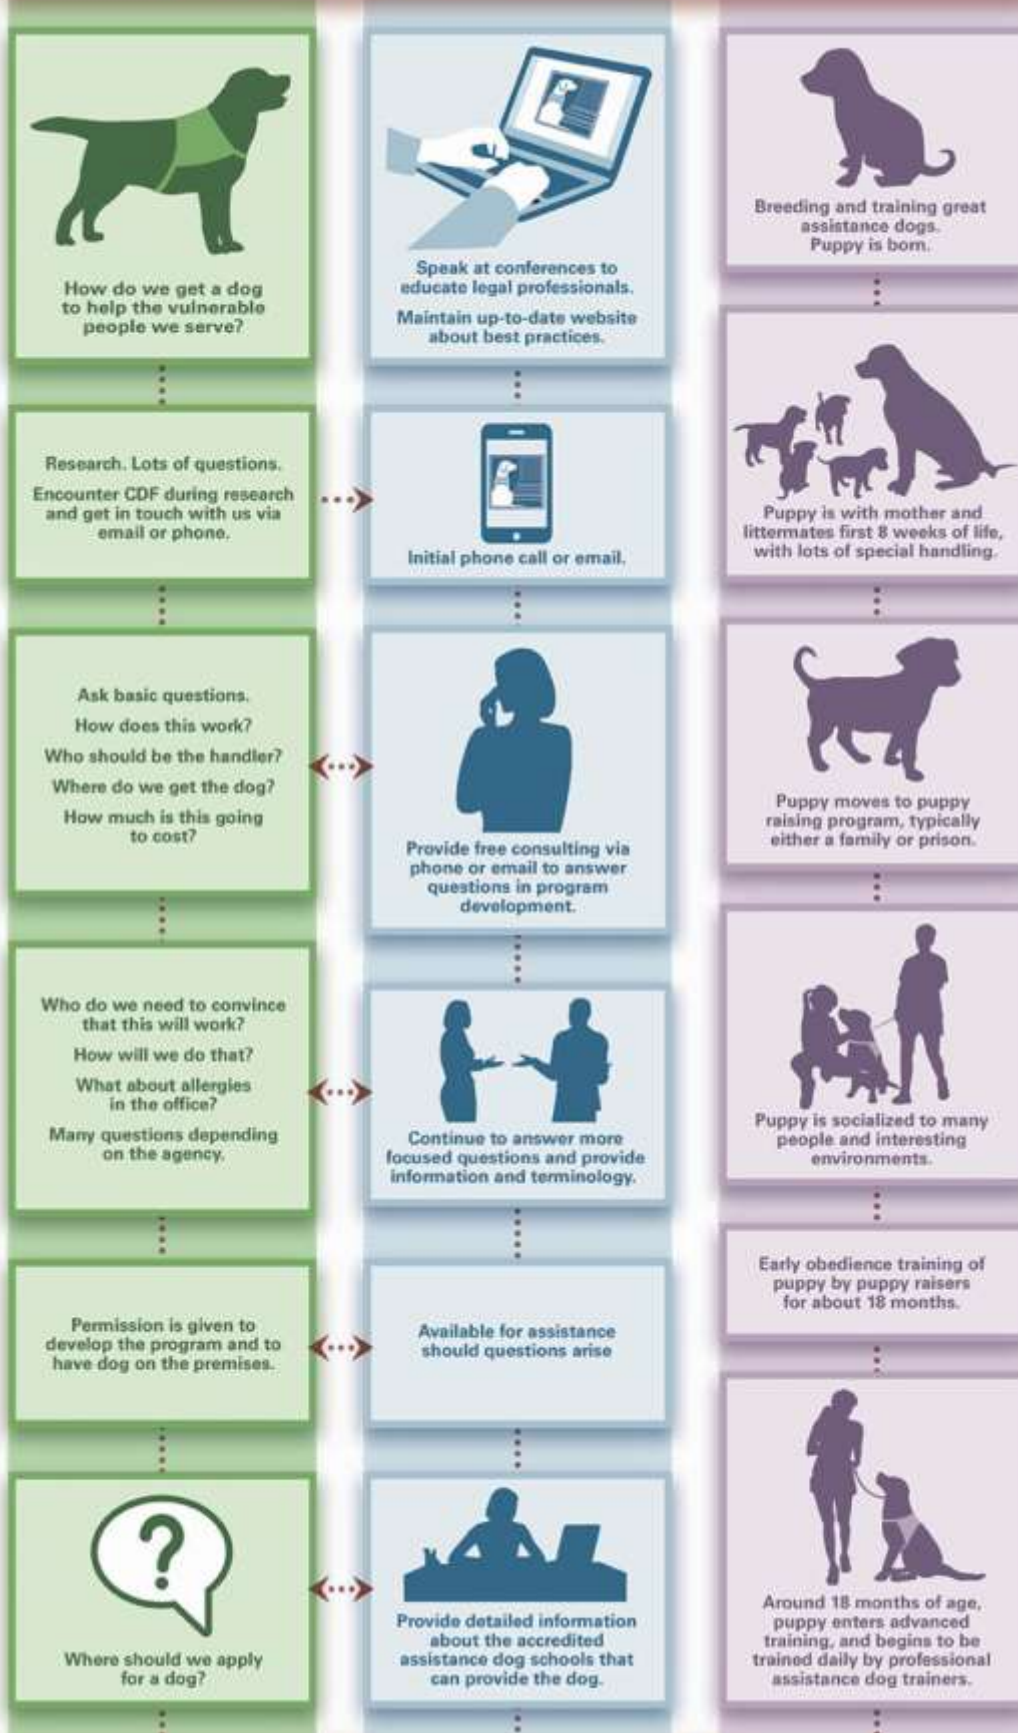 How do we get a dog
to help the vulnerable
people we serve?
Research. Lots of questions.
Encounter CDF during research
and get in touch with us via
email or phone.
Ask basic questions.
How does this work?
Who should be the handler?
Where do we get the dog?
How much is this going
to cost?
Who do we need to convince
that this will work?
How will we do that?
What about allergies
in the office?
Many questions depending
on the agency.
Permission is given to
develop the program and to
have dog on the premises.
?
Where should we apply
for a dog?
Speak at conferences to
educate legal professionals.
Maintain up-to-date website
about best practices.
Initial phone call or email.
Provide free consulting via
phone or email to answer
questions in program
development.
Continue to answer more
focused questions and provide
information and terminology.
Available for assistance
should questions arise
Provide detailed information
about the accredited
assistance dog schools that
can provide the dog.
Breeding and training great
assistance dogs.
Puppy is born.
Puppy is with mother and
littermates first 8 weeks of life,
with lots of special handling.
Puppy moves to puppy
raising program, typically
either a family or prison.
Puppy is socialized to many
people and interesting
environments.
Early obedience training of
puppy by puppy raisers
for about 18 months.
Around 18 months of age,
puppy enters advanced
training, and begins to be
trained daily by professional
assistance dog trainers.